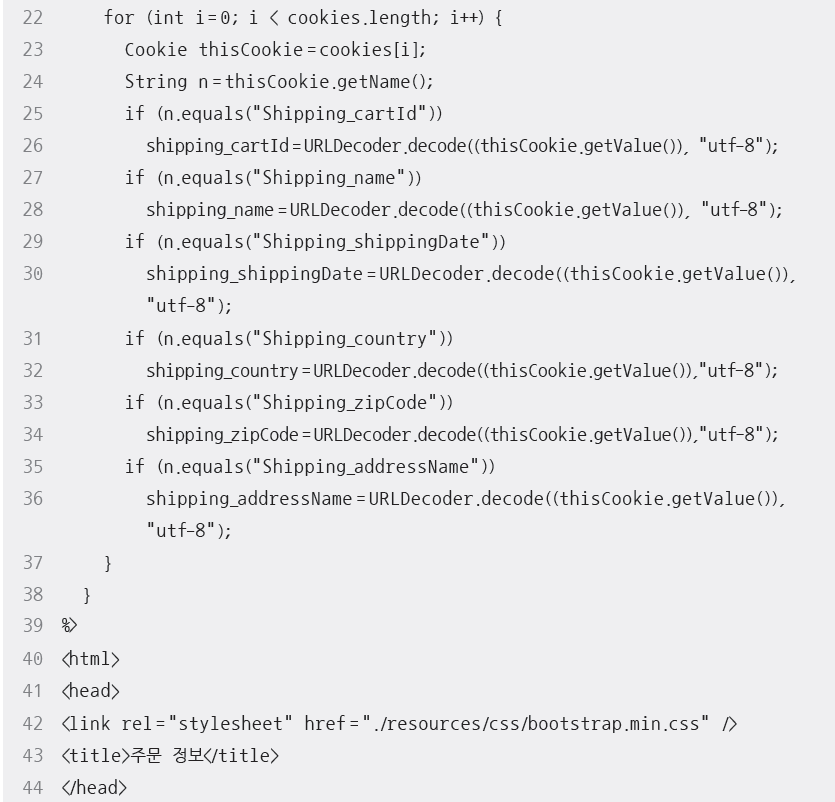 22 for (int i=0; i < cookies.length; i++) {
23 Cookie thisCookie=cookies[i];
24 String n=thisCookie.getName();
25 if (n.equals("Shipping_cartId"))
26 shipping_cartId=URLDecoder.decode((thisCookie.getValue()), "utf-8");
27 if (n.equals("Shipping_name"))
28 shipping_name=URLDecoder.decode((thisCookie.getValue()), "utf-8");
29 if (n.equals("Shipping_shippingDate"))
30 shipping_shippingDate=URLDecoder.decode((thisCookie.getValue()),
"utf-8");
31 if (n.equals("Shipping_country"))
32 shipping_country=URLDecoder.decode((thisCookie.getValue()),"utf-8");
33 if (n.equals("Shipping_zipCode"))
34 shipping_zipCode=URLDecoder.decode((thisCookie.getValue()),"utf-8");
35 if (n.equals("Shipping_addressName"))
36 shipping_addressName=URLDecoder.decode((thisCookie.getValue()),
"utf-8");
37 }
38 }
39 %>
40 <html>
41 <head>
42 <link rel="stylesheet" href="./resources/css/bootstrap.min.css" />
43 <title>주문 정보</title>
44 </head>